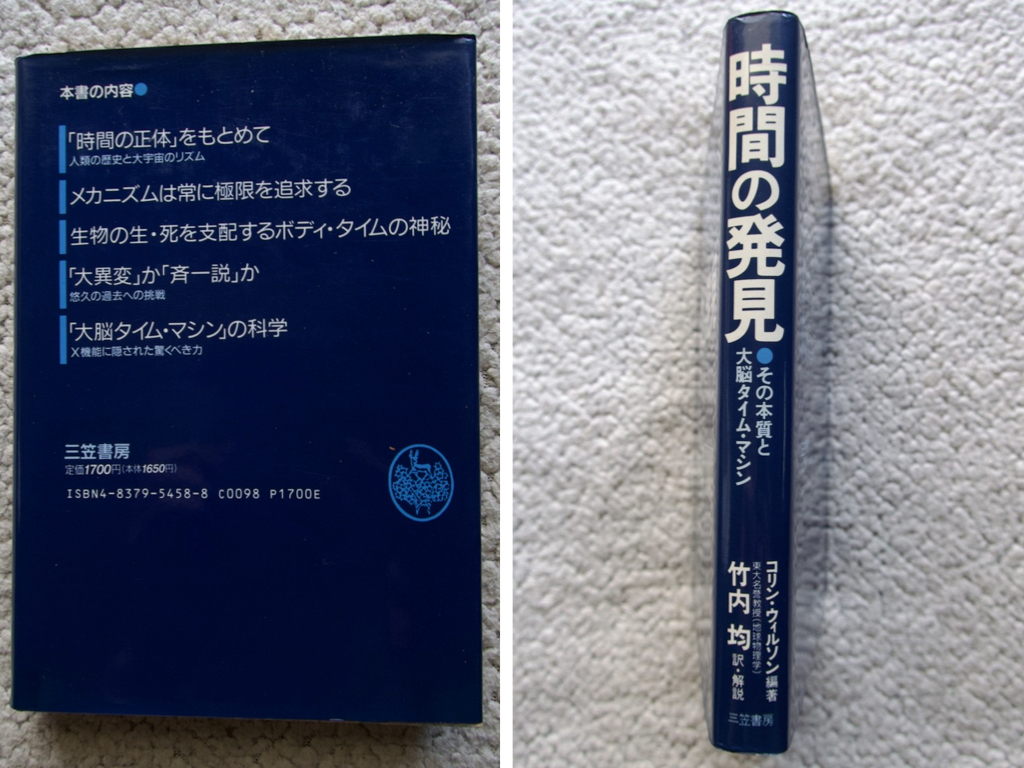 本書の内容●
「時間の正体」をもとめて
人類の歴史と大宇宙のリズム
メカニズムは常に極限を追求する
生物の生・死を支配するボディ・タイムの神秘
「大異変」か「斉一説」か
悠久の過去への挑戦
「大脳タイム・マシン」の科学
X機能に隠された驚くべき力
三笠書房
定価1700円(本体1650円)
ISBN4-8379-5458-8 C0098 P1700E
時間の発見
●その本質と
大脳タイム・マシン
コリン・ウィルソン 編著
東大名誉教授(地球物理学)
竹内 均 訳・解説
三笠書房